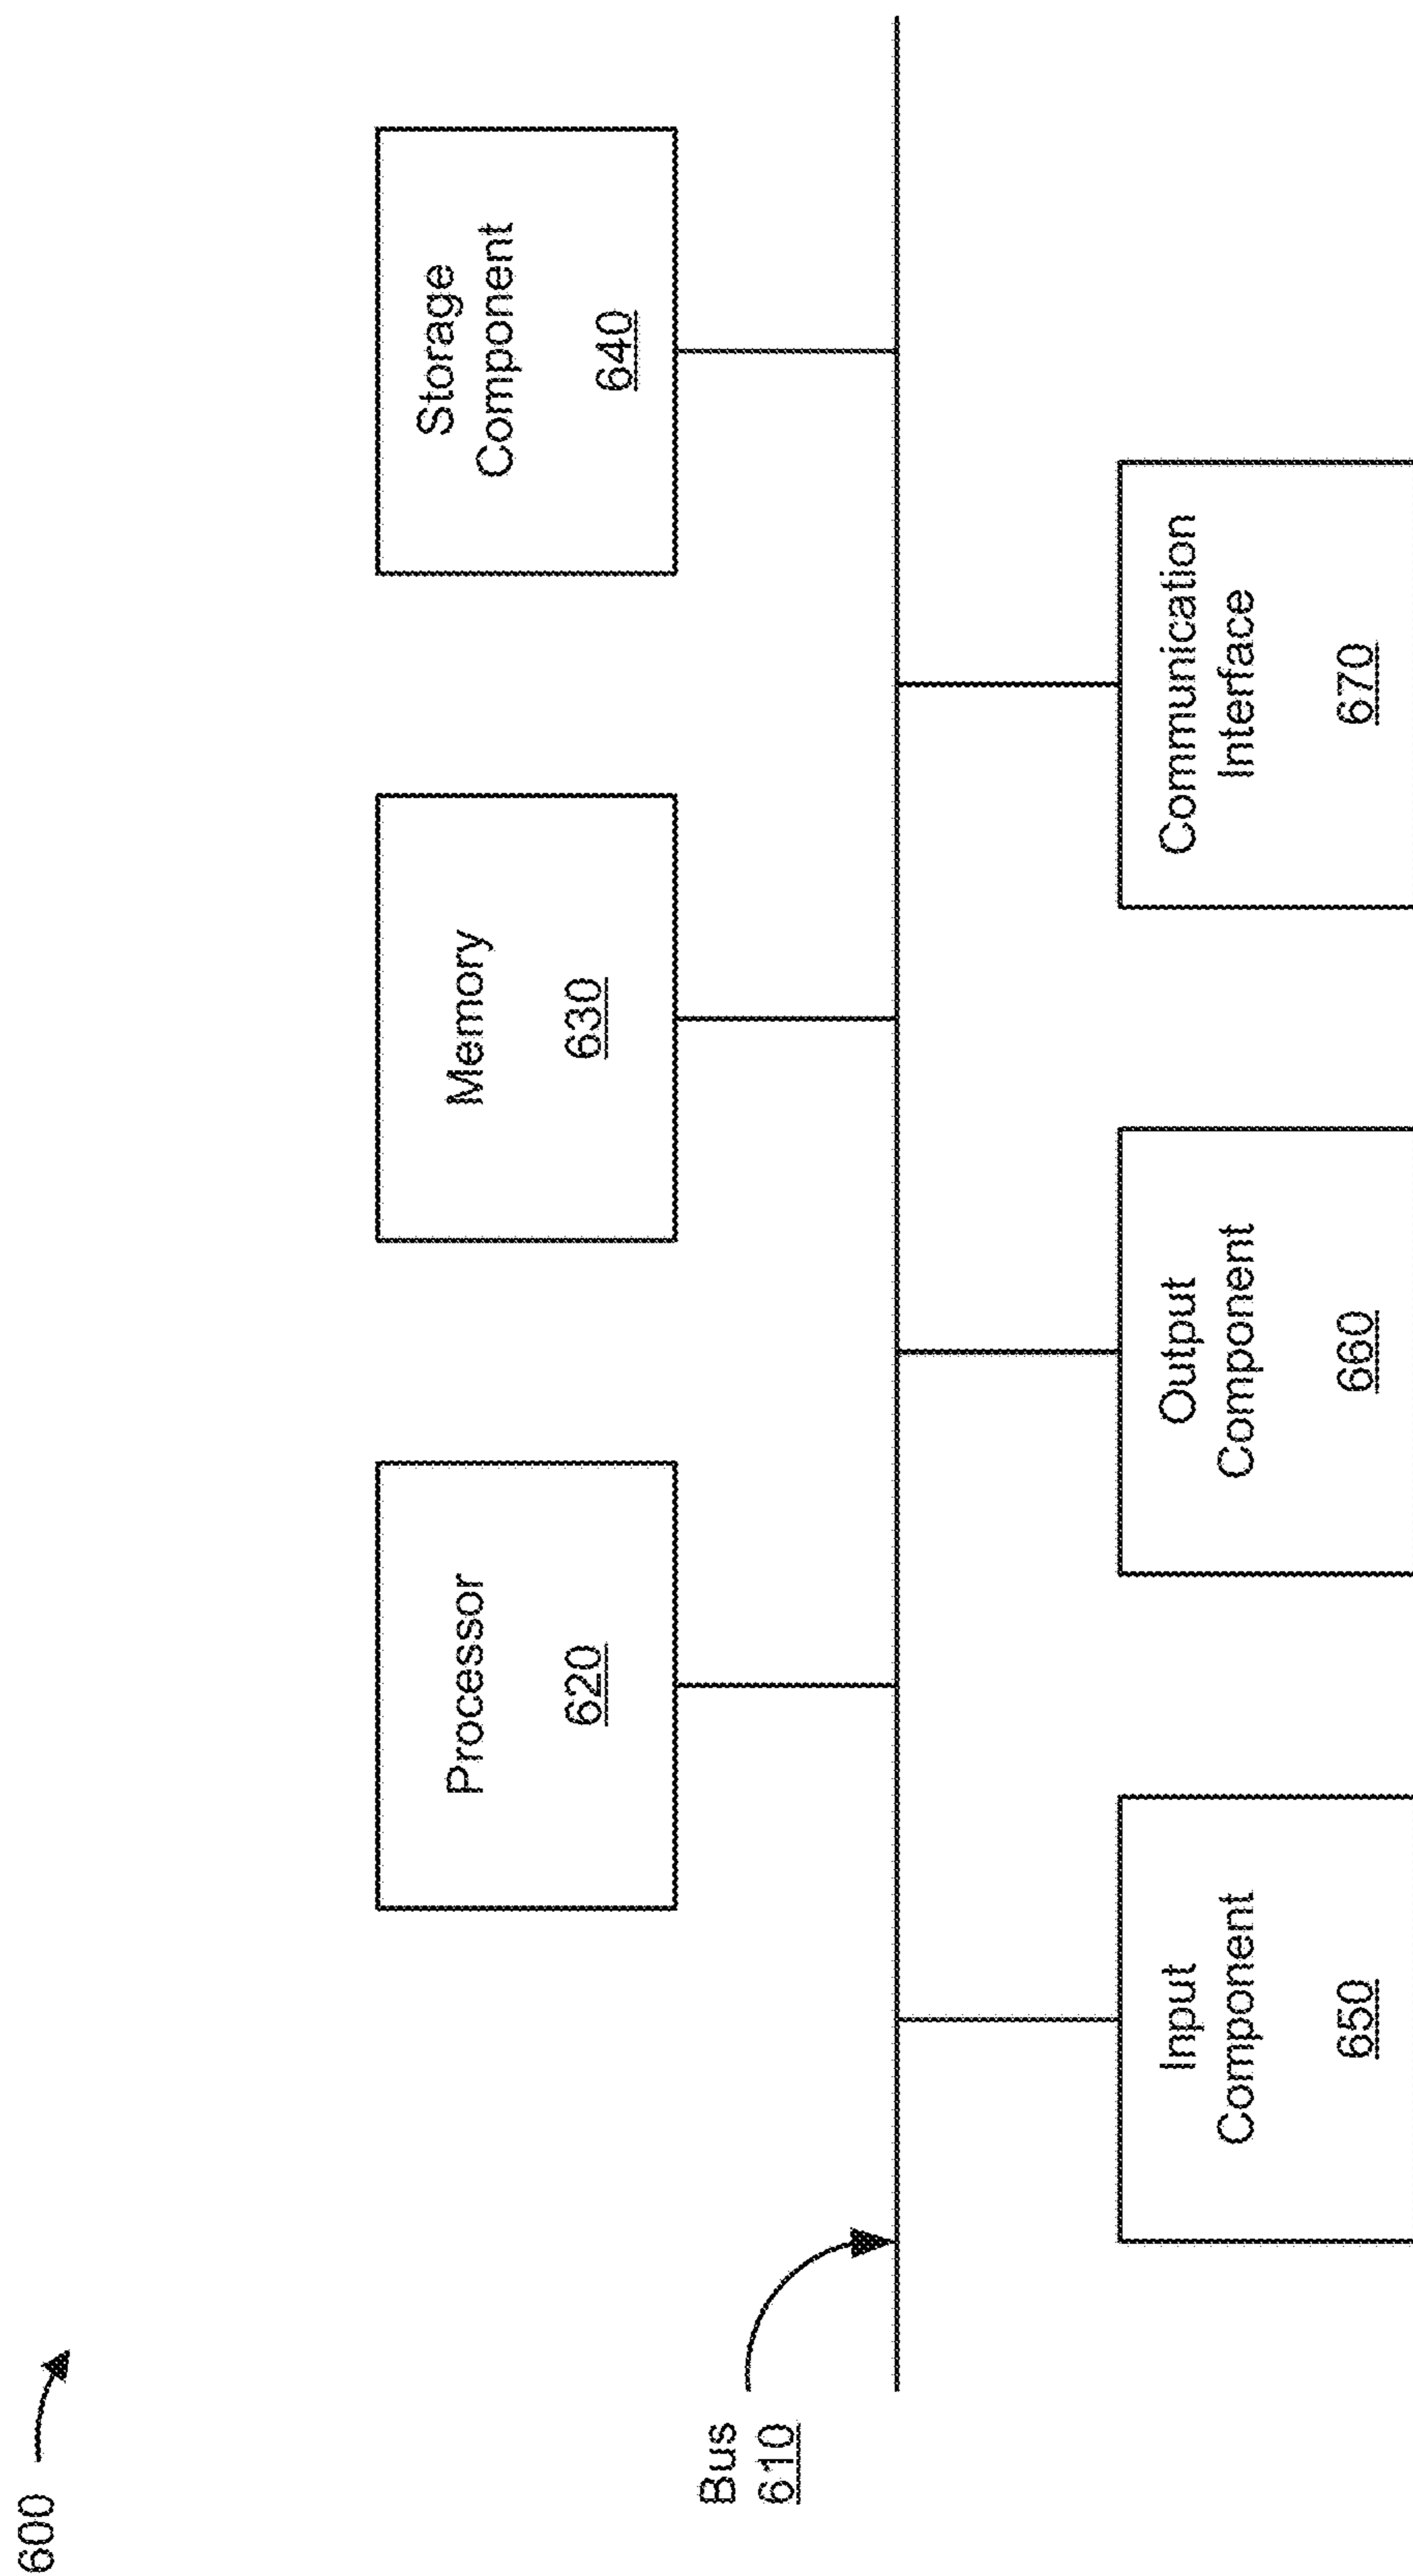 600
Bus
610
Processor
620
Memory
630
Storage
Component
640
Input
Component
650
Output
Component
660
Communication
Interface
670